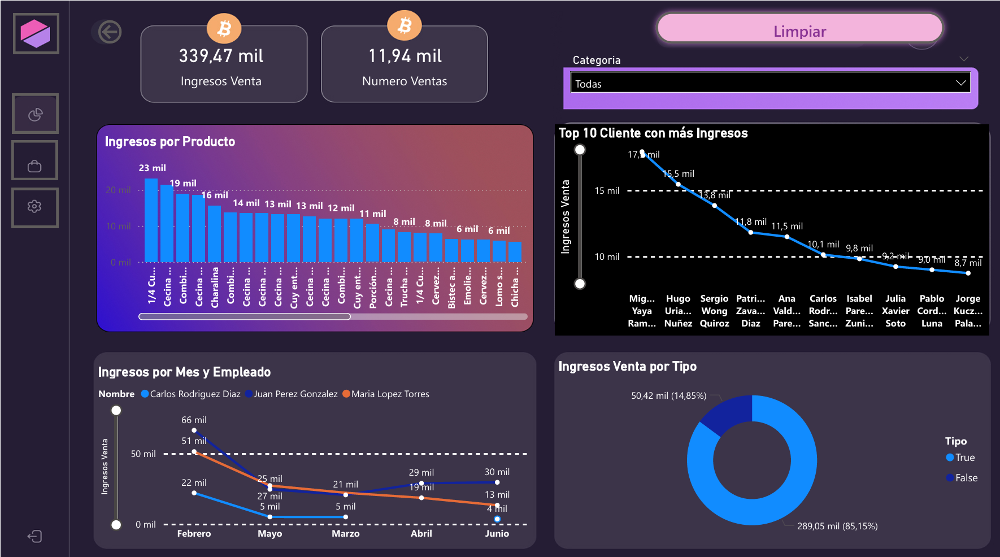 339,47 mil
Ingresos Venta
11,94 mil
Numero Ventas
Limpiar
Categoria
Todas
Ingresos por Producto
23 mil
19 mil
16 mil
14 mil
13 mil
13 mil
12 mil
11 mil
8 mil
8 mil
6 mil
6 mil
20 mil
10 mil
0 mil
1/4 Cu...
Cecina ...
Combi...
Cecina ...
Charalina
Combi...
Cecina ...
Cecina ...
Cecina ...
Cuy ent...
Cecina ...
Cecina ...
Combi...
Cuy ent...
Porción...
Cecina ...
Trucha ...
1/4 Cu...
Cervez...
Bistec a...
Emolie...
Cervez...
Lomo s...
Chicha ...
Top 10 Cliente con más Ingresos
Ingresos Venta
15 mil
10 mil
mil
15,5 mil
13,8 mil
11,8 mil
11,5 mil
10,1 mil
9,8 mil
9,2 mil
9,0 mil
8,7 mil
Mig... Yaya Ram...
Hugo Uria... Nuñez
Sergio Wong Quiroz
Patri... Zava... Diaz
Ana Vald... Pare...
Carlos Rodr... Sanc...
Isabel Pare... Zuni...
Julia Xavier Soto
Pablo Cord... Luna
Jorge Kucz... Pala...
Ingresos por Mes y Empleado
Nombre Carlos Rodriguez Diaz Juan Perez Gonzalez Maria Lopez Torres
Ingresos Venta
50 mil
0 mil
66 mil
51 mil
22 mil
25 mil
27 mil
5 mil
21 mil
5 mil
29 mil
19 mil
30 mil
13 mil
4 mil
Febrero Mayo Marzo Abril Junio
Ingresos Venta por Tipo
50,42 mil (14,85%)
289,05 mil (85,15%)
Tipo
True
False